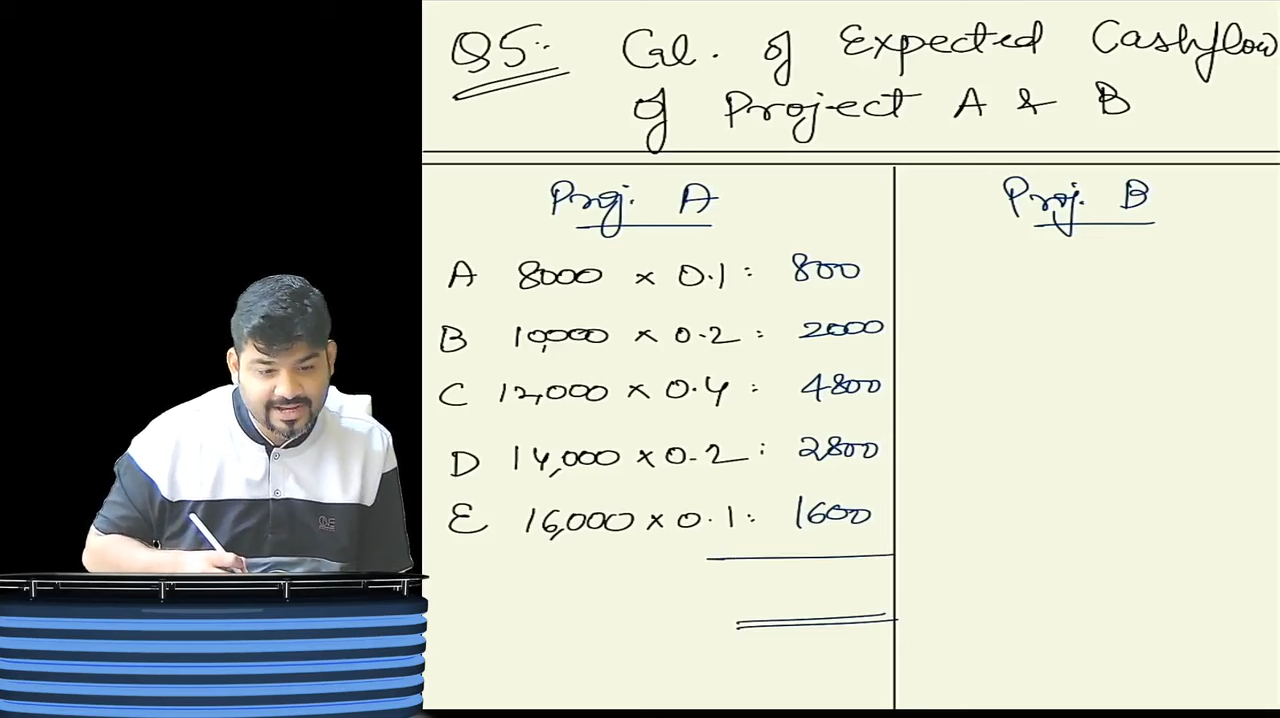 Q5:- Cal. of Expected Cashflow
of Project A & B
Proj. A
A 8000 × 0.1 : 800
B 10,000 × 0.2 : 2000
C 12,000 × 0.4 : 4800
D 14,000 × 0.2 : 2800
E 16,000 × 0.1 : 1600
Proj. B